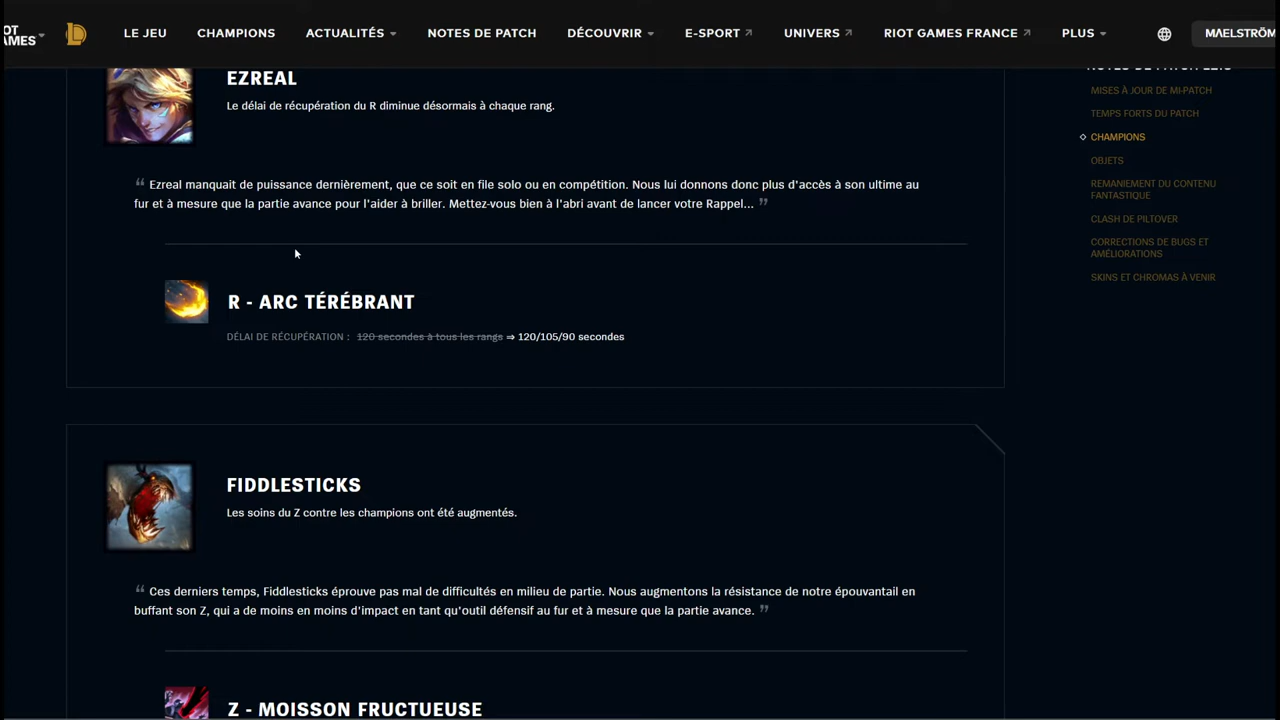 LE JEU CHAMPIONS ACTUALITÉS NOTES DE PATCH DÉCOUVRIR E-SPORT UNIVERS RIOT GAMES FRANCE PLUS MAELSTRÖM
EZREAL
Le délai de récupération du R diminue désormais à chaque rang.
“ Ezreal manquait de puissance dernièrement, que ce soit en file solo ou en compétition. Nous lui donnons donc plus d'accès à son ultime au
fur et à mesure que la partie avance pour l'aider à briller. Mettez-vous bien à l'abri avant de lancer votre Rappel... ”
R - ARC TÉRÉBRANT
DÉLAI DE RÉCUPÉRATION : 120 secondes à tous les rangs ⇒ 120/105/90 secondes
FIDDLESTICKS
Les soins du Z contre les champions ont été augmentés.
“ Ces derniers temps, Fiddlesticks éprouve pas mal de difficultés en milieu de partie. Nous augmentons la résistance de notre épouvantail en
buffant son Z, qui a de moins en moins d'impact en tant qu'outil défensif au fur et à mesure que la partie avance. ”
Z - MOISSON FRUCTUEUSE
MISES À JOUR DE MI-PATCH
TEMPS FORTS DU PATCH
CHAMPIONS
OBJETS
REMANIEMENT DU CONTENU
FANTASTIQUE
CLASH DE PILTOVER
CORRECTIONS DE BUGS ET
AMÉLIORATIONS
SKINS ET CHROMAS À VENIR